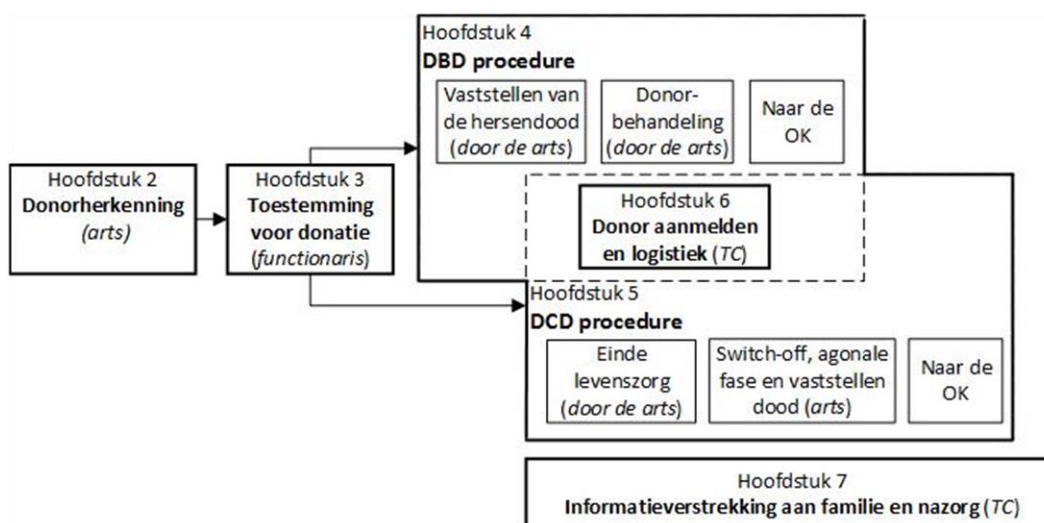 Hoofdstuk 2
Donorherkenning
(arts)
Hoofdstuk 3
Toestemming
voor donatie
(functionaris)
Hoofdstuk 4
DBD procedure
Vaststellen van
de hersendood
(door de arts)
Donor-
behandeling
(door de arts)
Naar de
OK
Hoofdstuk 6
Donor aanmelden
en logistiek (TC)
Hoofdstuk 5
DCD procedure
Einde
levenszorg
(door de arts)
Switch-off, agonale
fase en vaststellen
dood (arts)
Naar de
OK
Hoofdstuk 7
Informatieverstrekking aan familie en nazorg (TC)